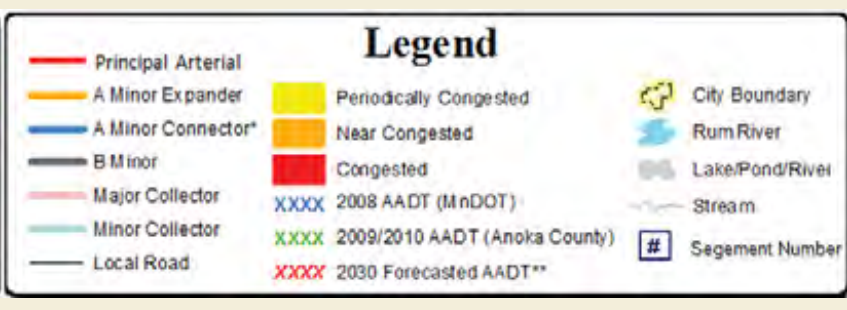 Legend
Principal Arterial
A Minor Expander
A Minor Connector*
B Minor
Major Collector
Minor Collector
Local Road
Periodically Congested
Near Congested
Congested
XXXX 2008 AADT (MnDOT)
XXXX 2009/2010 AADT (Anoka County)
XXXX 2030 Forecasted AADT**
City Boundary
Rum River
Lake/Pond/River
Stream
# Segement Number